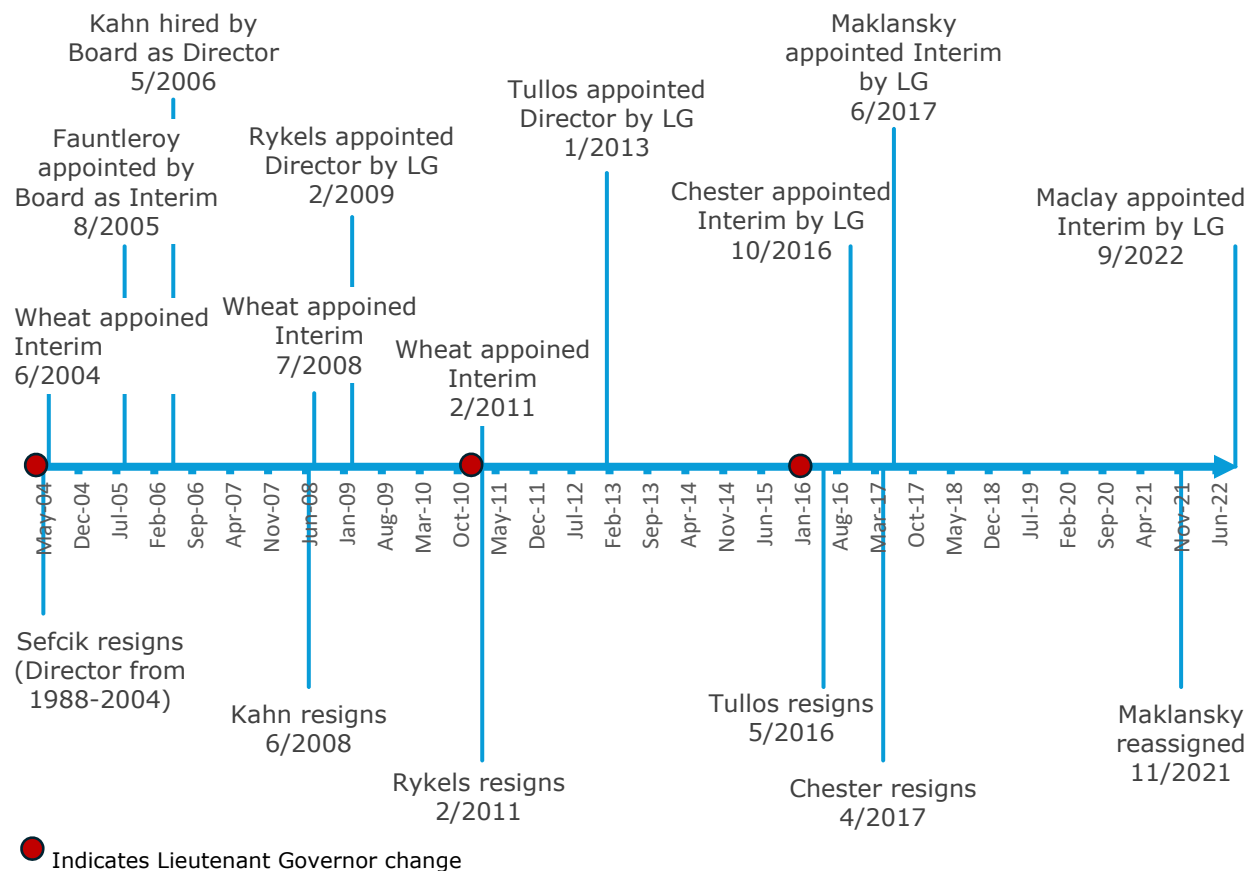 Kahn hired by
Board as Director
5/2006
Fauntleroy
appointed by
Board as Interim
8/2005
Wheat appoined
Interim
6/2004
Rykels appointed
Director by LG
2/2009
Wheat appoined
Interim
7/2008
Wheat appoined
Interim
2/2011
Tullos appointed
Director by LG
1/2013
Maklansky
appointed Interim
by LG
6/2017
Chester appointed
Interim by LG
10/2016
Maclay appointed
Interim by LG
9/2022
May-04
Dec-04
Jul-05
Feb-06
Sep-06
Apr-07
Nov-07
Jun-08
Jan-09
Aug-09
Mar-10
Oct-10
May-11
Dec-11
Jul-12
Feb-13
Sep-13
Apr-14
Nov-14
Jun-15
Jan-16
Aug-16
Mar-17
Oct-17
May-18
Dec-18
Jul-19
Feb-20
Sep-20
Apr-21
Nov-21
Jun-22
Sefcik resigns
(Director from
1988-2004)
Kahn resigns
6/2008
Rykels resigns
2/2011
Tullos resigns
5/2016
Chester resigns
4/2017
Maklansky
reassigned
11/2021
Indicates Lieutenant Governor change